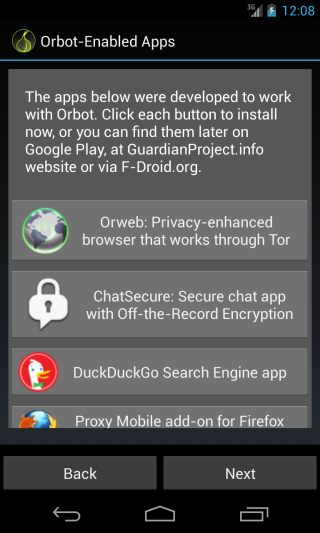 3G 12:08
Orbot-Enabled Apps
The apps below were developed to work
with Orbot. Click each button to install
now, or you can find them later on
Google Play, at GuardianProject.info
website or via F-Droid.org.
Orweb: Privacy-enhanced
browser that works through Tor
ChatSecure: Secure chat app
with Off-the-Record Encryption
DuckDuckGo Search Engine app
Proxy Mobile add-on for Firefox
Back
Next